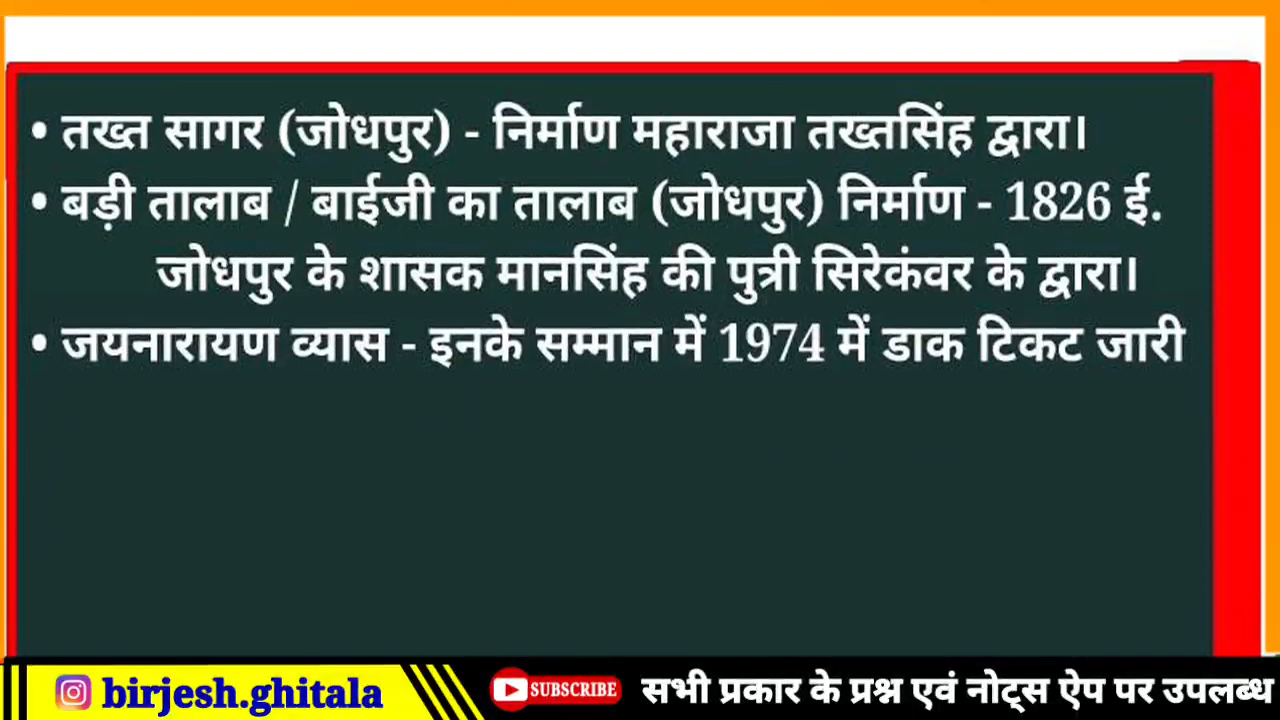 • तख्त सागर (जोधपुर) - निर्माण महाराजा तख्तसिंह द्वारा।
• बड़ी तालाब / बाईजी का तालाब (जोधपुर) निर्माण - 1826 ई.
जोधपुर के शासक मानसिंह की पुत्री सिरेकंवर के द्वारा।
• जयनारायण व्यास - इनके सम्मान में 1974 में डाक टिकट जारी
birjesh.ghitala
SUBSCRIBE
सभी प्रकार के प्रश्न एवं नोट्स ऐप पर उपलब्ध